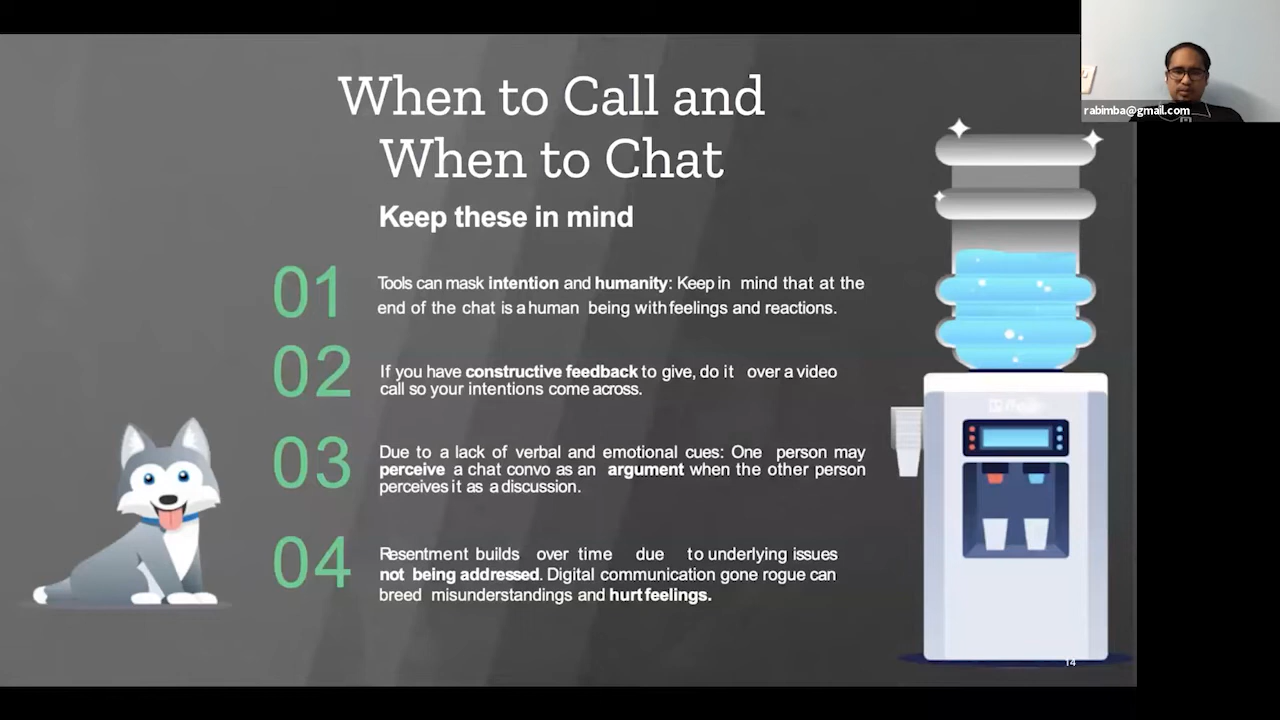 When to Call and
When to Chat
Keep these in mind
01
Tools can mask intention and humanity: Keep in mind that at the
end of the chat is a human being with feelings and reactions.
02
If you have constructive feedback to give, do it over a video
call so your intentions come across.
03
Due to a lack of verbal and emotional cues: One person may
perceive a chat convo as an argument when the other person
perceives it as a discussion.
04
Resentment builds over time due to underlying issues
not being addressed. Digital communication gone rogue can
breed misunderstandings and hurt feelings.
14
rabimba@gmail.com